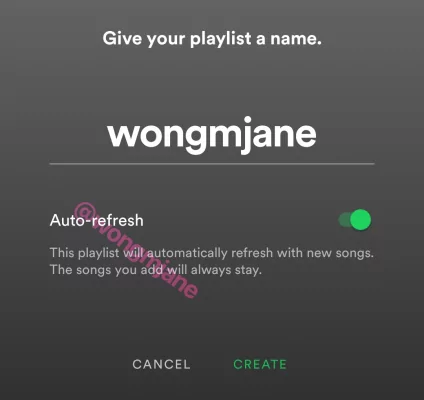 Give your playlist a name.
wongmjane
Auto-refresh
This playlist will automatically refresh with new songs.
The songs you add will always stay.
@wongmjane
CANCEL CREATE